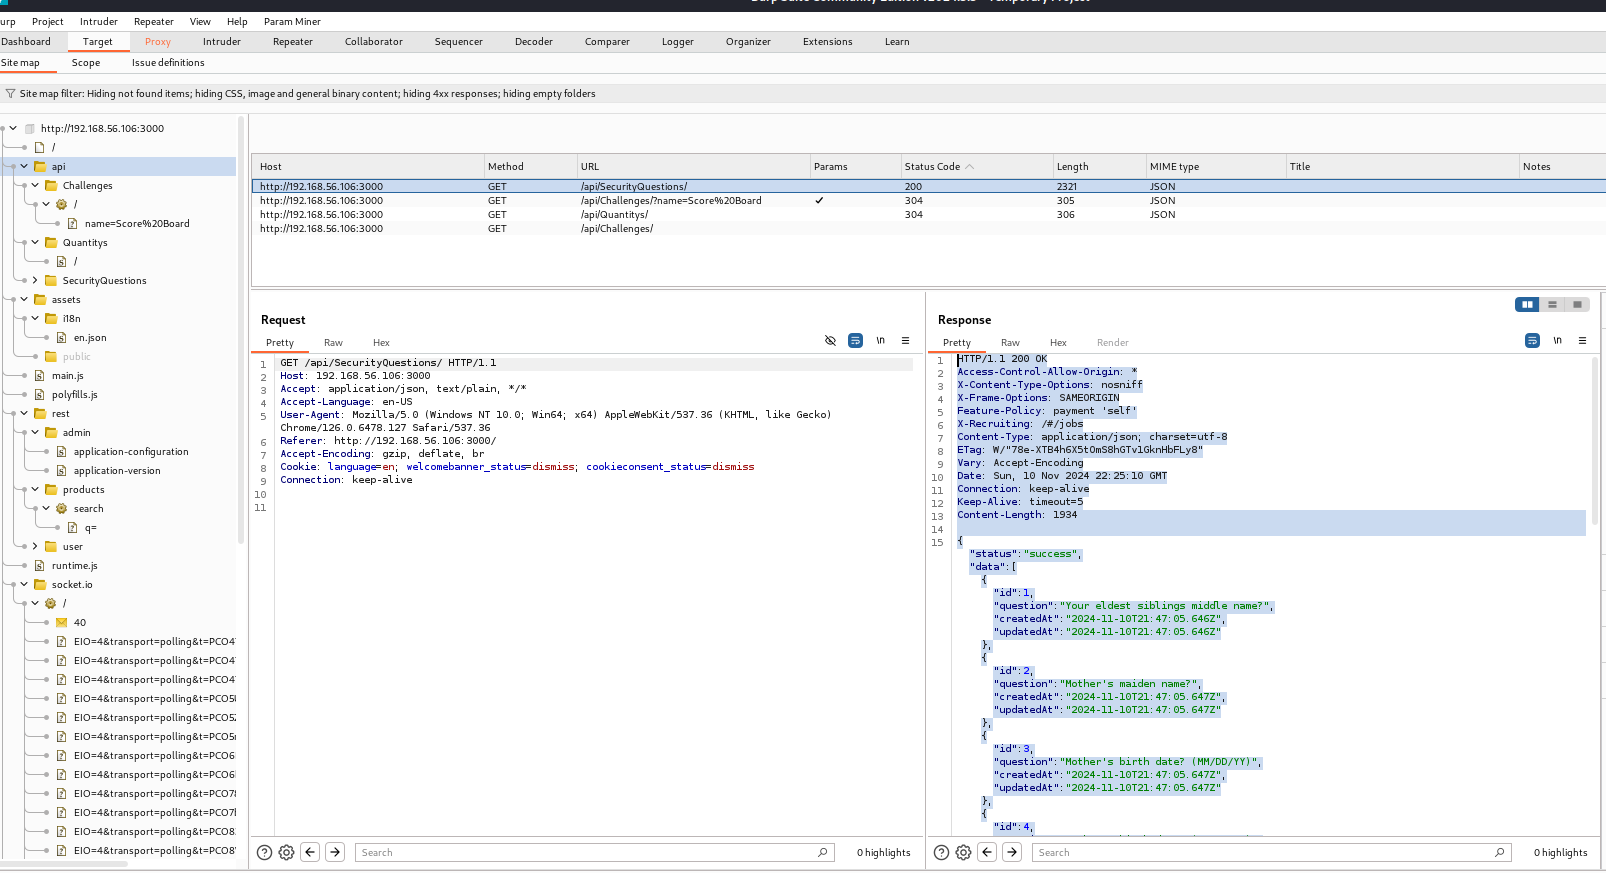 urp Project Intruder Repeater View Help Param Miner
Dashboard Target Proxy Intruder Repeater Collaborator Sequencer Decoder Comparer Logger Organizer Extensions Learn
Site map Scope Issue definitions
Site map filter: Hiding not found items; hiding CSS, image and general binary content; hiding 4xx responses; hiding empty folders
http://192.168.56.106:3000
/
api
Challenges
/
name=Score%20Board
Quantitys
/
SecurityQuestions
assets
i18n
en.json
public
main.js
polyfills.js
rest
admin
application-configuration
application-version
products
search
q=
user
runtime.js
socket.io
/
40
EIO=4&transport=polling&t=PCO4
EIO=4&transport=polling&t=PCO4
EIO=4&transport=polling&t=PCO4
EIO=4&transport=polling&t=PCO5
EIO=4&transport=polling&t=PCO5
EIO=4&transport=polling&t=PCO5
EIO=4&transport=polling&t=PCO6
EIO=4&transport=polling&t=PCO6
EIO=4&transport=polling&t=PCO7
EIO=4&transport=polling&t=PCO7
EIO=4&transport=polling&t=PCO8
EIO=4&transport=polling&t=PCO8
Host Method URL Params Status Code Length MIME type Title Notes
http://192.168.56.106:3000 GET /api/SecurityQuestions/ 200 2321 JSON
http://192.168.56.106:3000 GET /api/Challenges/?name=Score%20Board ✓ 304 305 JSON
http://192.168.56.106:3000 GET /api/Quantitys/ 304 306 JSON
http://192.168.56.106:3000 GET /api/Challenges/
Request
Pretty Raw Hex \n
1 GET /api/SecurityQuestions/ HTTP/1.1
2 Host: 192.168.56.106:3000
3 Accept: application/json, text/plain, */*
4 Accept-Language: en-US
5 User-Agent: Mozilla/5.0 (Windows NT 10.0; Win64; x64) AppleWebKit/537.36 (KHTML, like Gecko)
Chrome/126.0.6478.127 Safari/537.36
6 Referer: http://192.168.56.106:3000/
7 Accept-Encoding: gzip, deflate, br
8 Cookie: language=en; welcomebanner_status=dismiss; cookieconsent_status=dismiss
9 Connection: keep-alive
10
11
Search 0 highlights
Response
Pretty Raw Hex Render \n
1 HTTP/1.1 200 OK
2 Access-Control-Allow-Origin: *
3 X-Content-Type-Options: nosniff
4 X-Frame-Options: SAMEORIGIN
5 Feature-Policy: payment 'self'
6 X-Recruiting: /#/jobs
7 Content-Type: application/json; charset=utf-8
8 ETag: W/"78e-XTB4h6X5tOmS8hGTv1GknHbFLy8"
9 Vary: Accept-Encoding
10 Date: Sun, 10 Nov 2024 22:25:10 GMT
11 Connection: keep-alive
12 Keep-Alive: timeout=5
13 Content-Length: 1934
14
15 {
"status":"success",
"data":[
{
"id":1,
"question":"Your eldest siblings middle name?",
"createdAt":"2024-11-10T21:47:05.646Z",
"updatedAt":"2024-11-10T21:47:05.646Z"
},
{
"id":2,
"question":"Mother's maiden name?",
"createdAt":"2024-11-10T21:47:05.647Z",
"updatedAt":"2024-11-10T21:47:05.647Z"
},
{
"id":3,
"question":"Mother's birth date? (MM/DD/YY)",
"createdAt":"2024-11-10T21:47:05.647Z",
"updatedAt":"2024-11-10T21:47:05.647Z"
},
{
"id":4,
Search 0 highlights